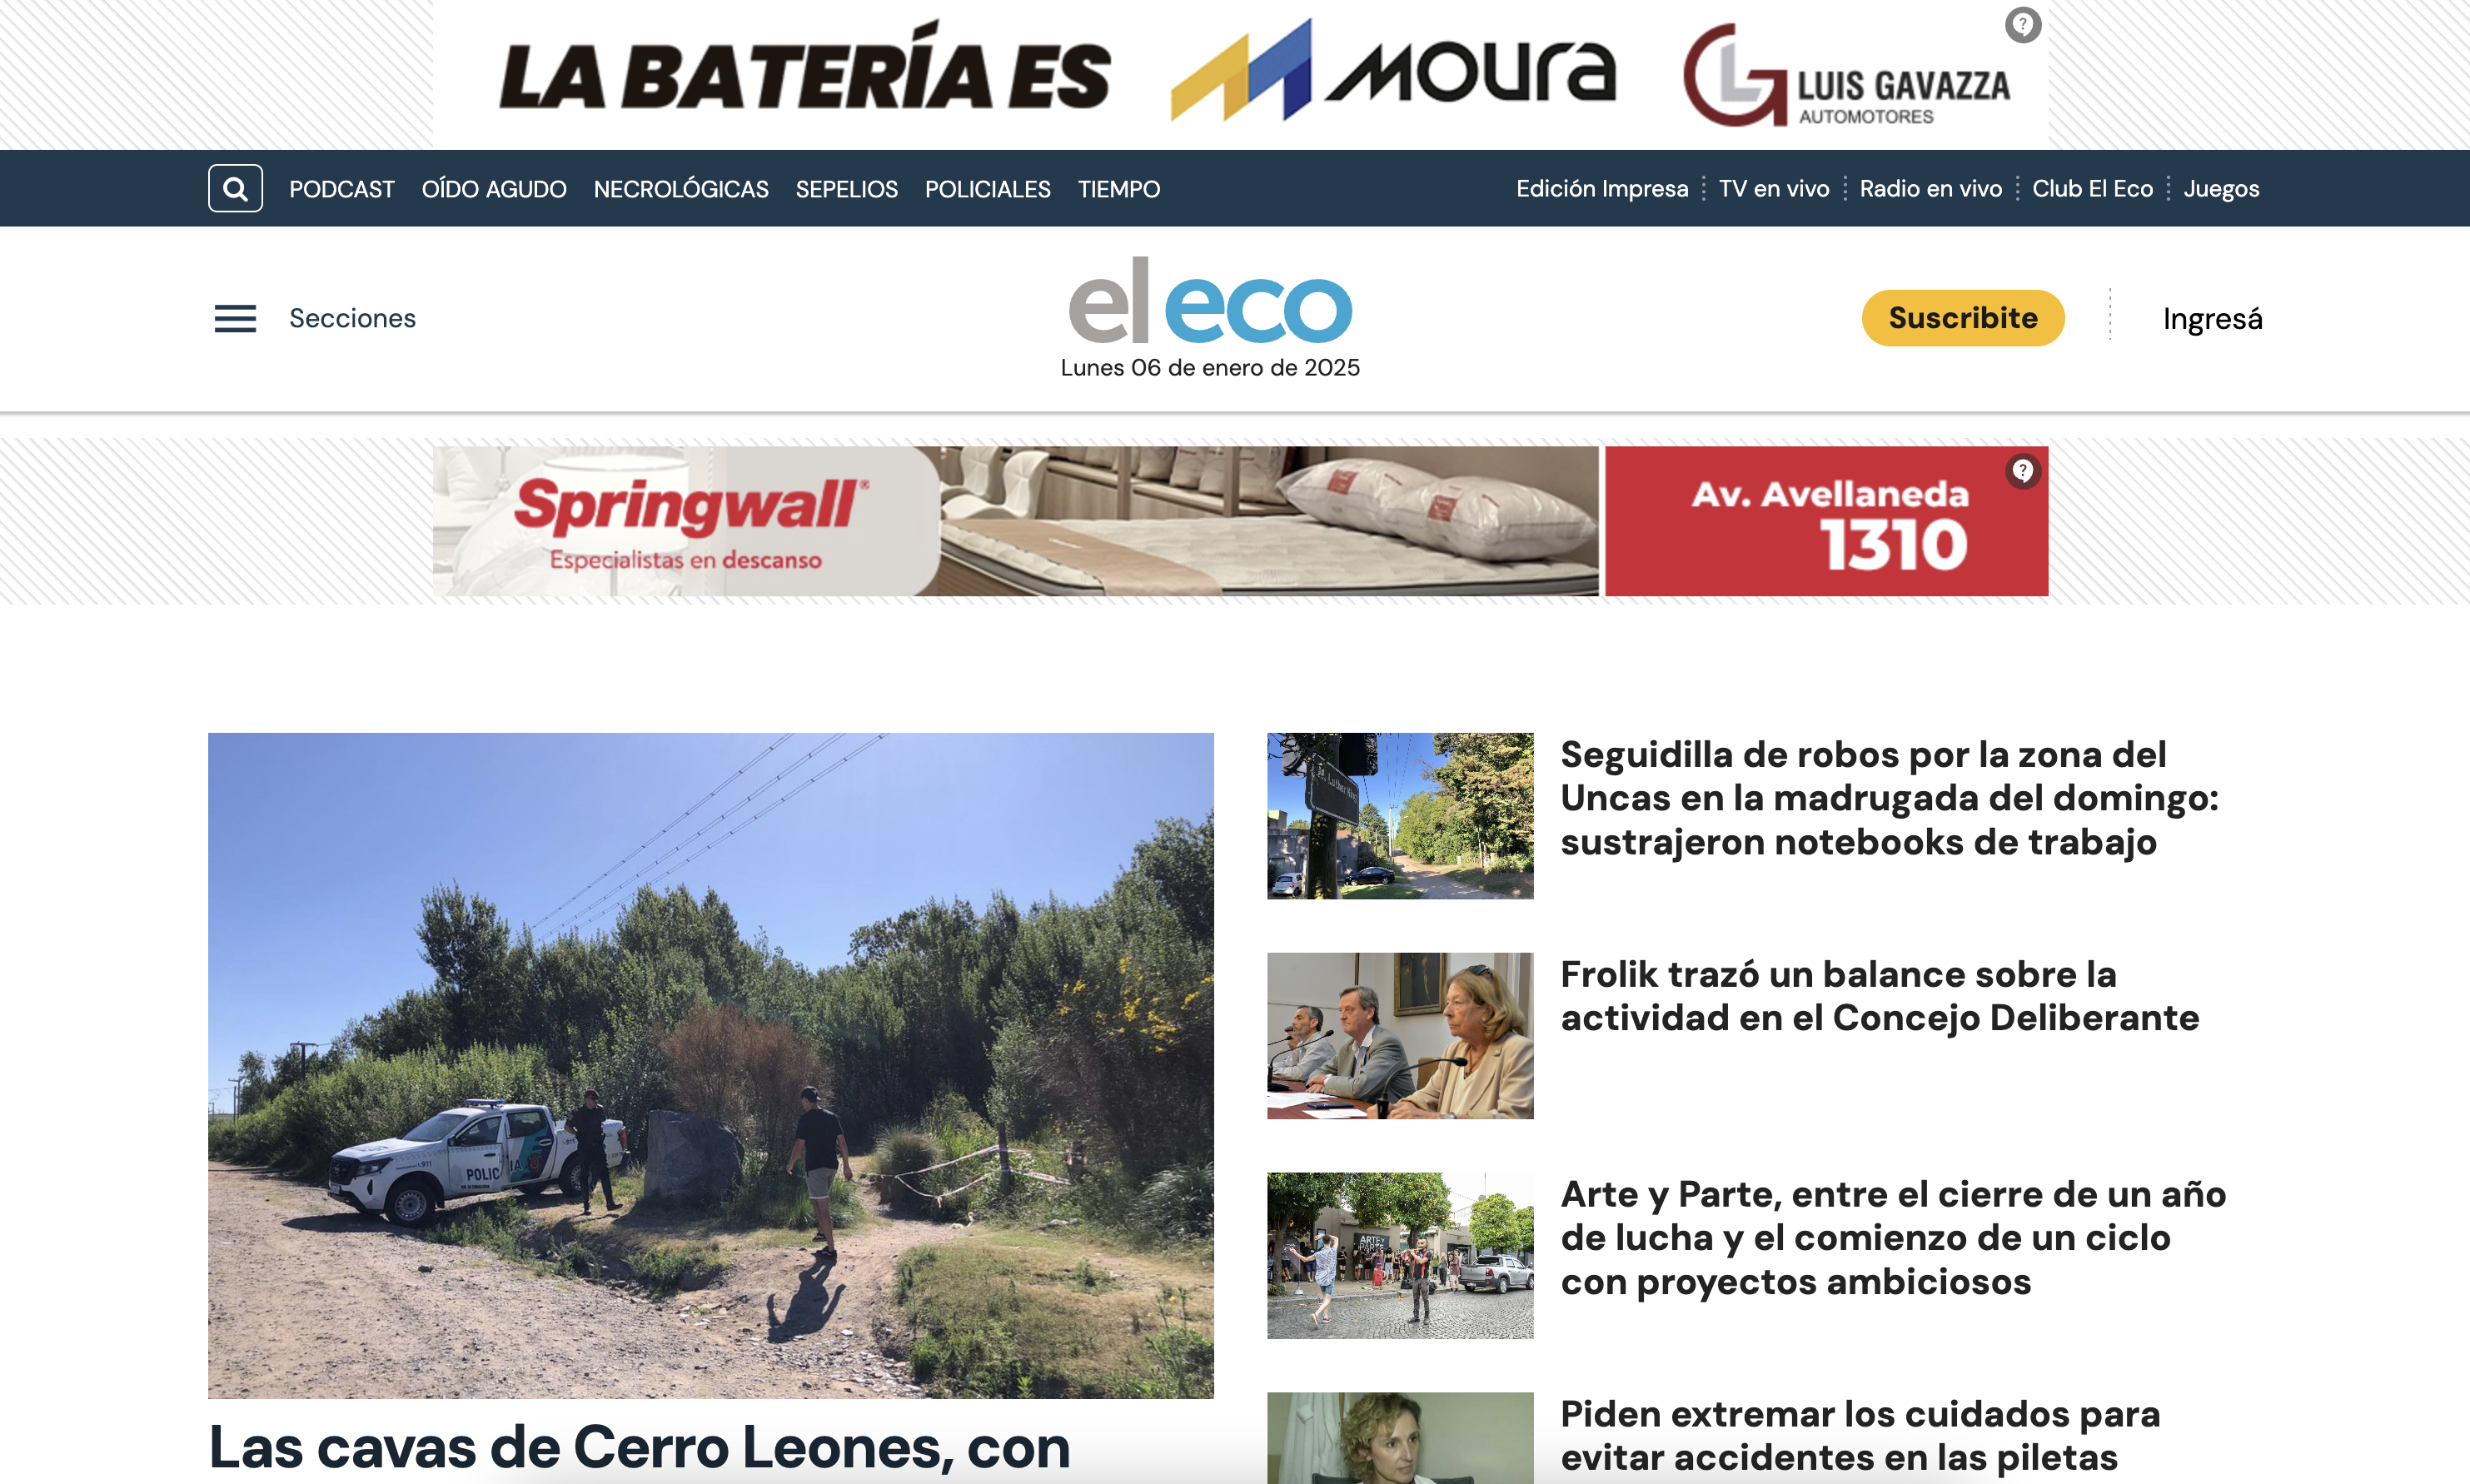 LA BATERÍA ES
moura
LUIS GAVAZZA
AUTOMOTORES
PODCAST OÍDO AGUDO NECROLÓGICAS SEPELIOS POLICIALES TIEMPO
Edición Impresa TV en vivo Radio en vivo Club El Eco Juegos
Secciones
el eco
Lunes 06 de enero de 2025
Suscribite
Ingresá
Springwall®
Especialistas en descanso
Av. Avellaneda
1310
POLICIA
911
Las cavas de Cerro Leones, con
M. Luther King
Seguidilla de robos por la zona del
Uncas en la madrugada del domingo:
sustrajeron notebooks de trabajo
Frolik trazó un balance sobre la
actividad en el Concejo Deliberante
ARTE Y
PARTE
Arte y Parte, entre el cierre de un año
de lucha y el comienzo de un ciclo
con proyectos ambiciosos
Piden extremar los cuidados para
evitar accidentes en las piletas